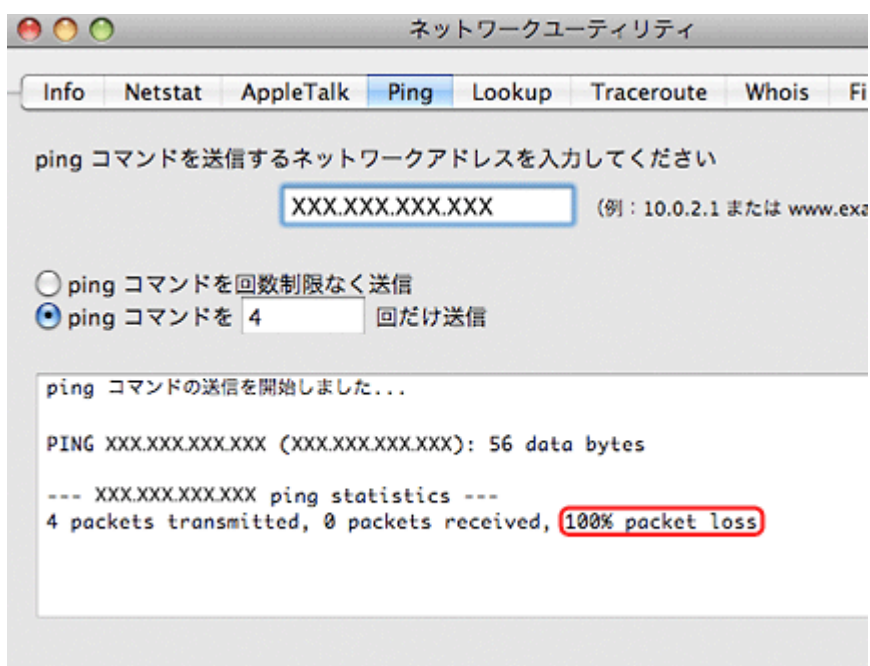 ネットワークユーティリティ
Info Netstat AppleTalk Ping Lookup Traceroute Whois Fi
ping コマンドを送信するネットワークアドレスを入力してください
XXX.XXX.XXX.XXX (例：10.0.2.1 または www.exa
ping コマンドを回数制限なく送信
ping コマンドを 4 回だけ送信
ping コマンドの送信を開始しました...
PING XXX.XXX.XXX.XXX (XXX.XXX.XXX.XXX): 56 data bytes
--- XXX.XXX.XXX.XXX ping statistics ---
4 packets transmitted, 0 packets received, 100% packet loss